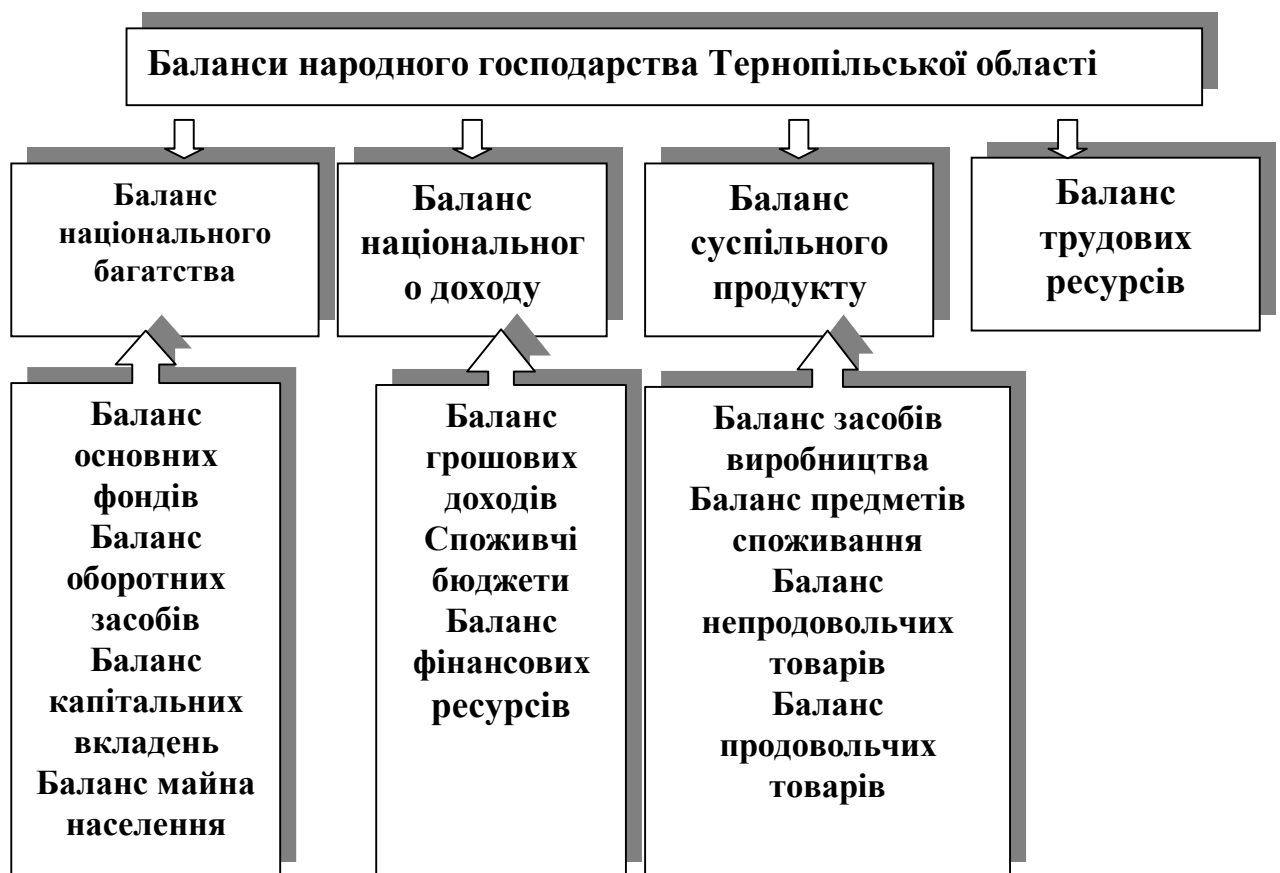 Баланси народного господарства Тернопільської області
Баланс
національного
багатства
Баланс
національног
о доходу
Баланс
суспільного
продукту
Баланс
трудових
ресурсів
Баланс
основних
фондів
Баланс
оборотних
засобів
Баланс
капітальних
вкладень
Баланс майна
населення
Баланс
грошових
доходів
Споживчі
бюджети
Баланс
фінансових
ресурсів
Баланс засобів
виробництва
Баланс предметів
споживання
Баланс
непродовольчих
товарів
Баланс
продовольчих
товарів